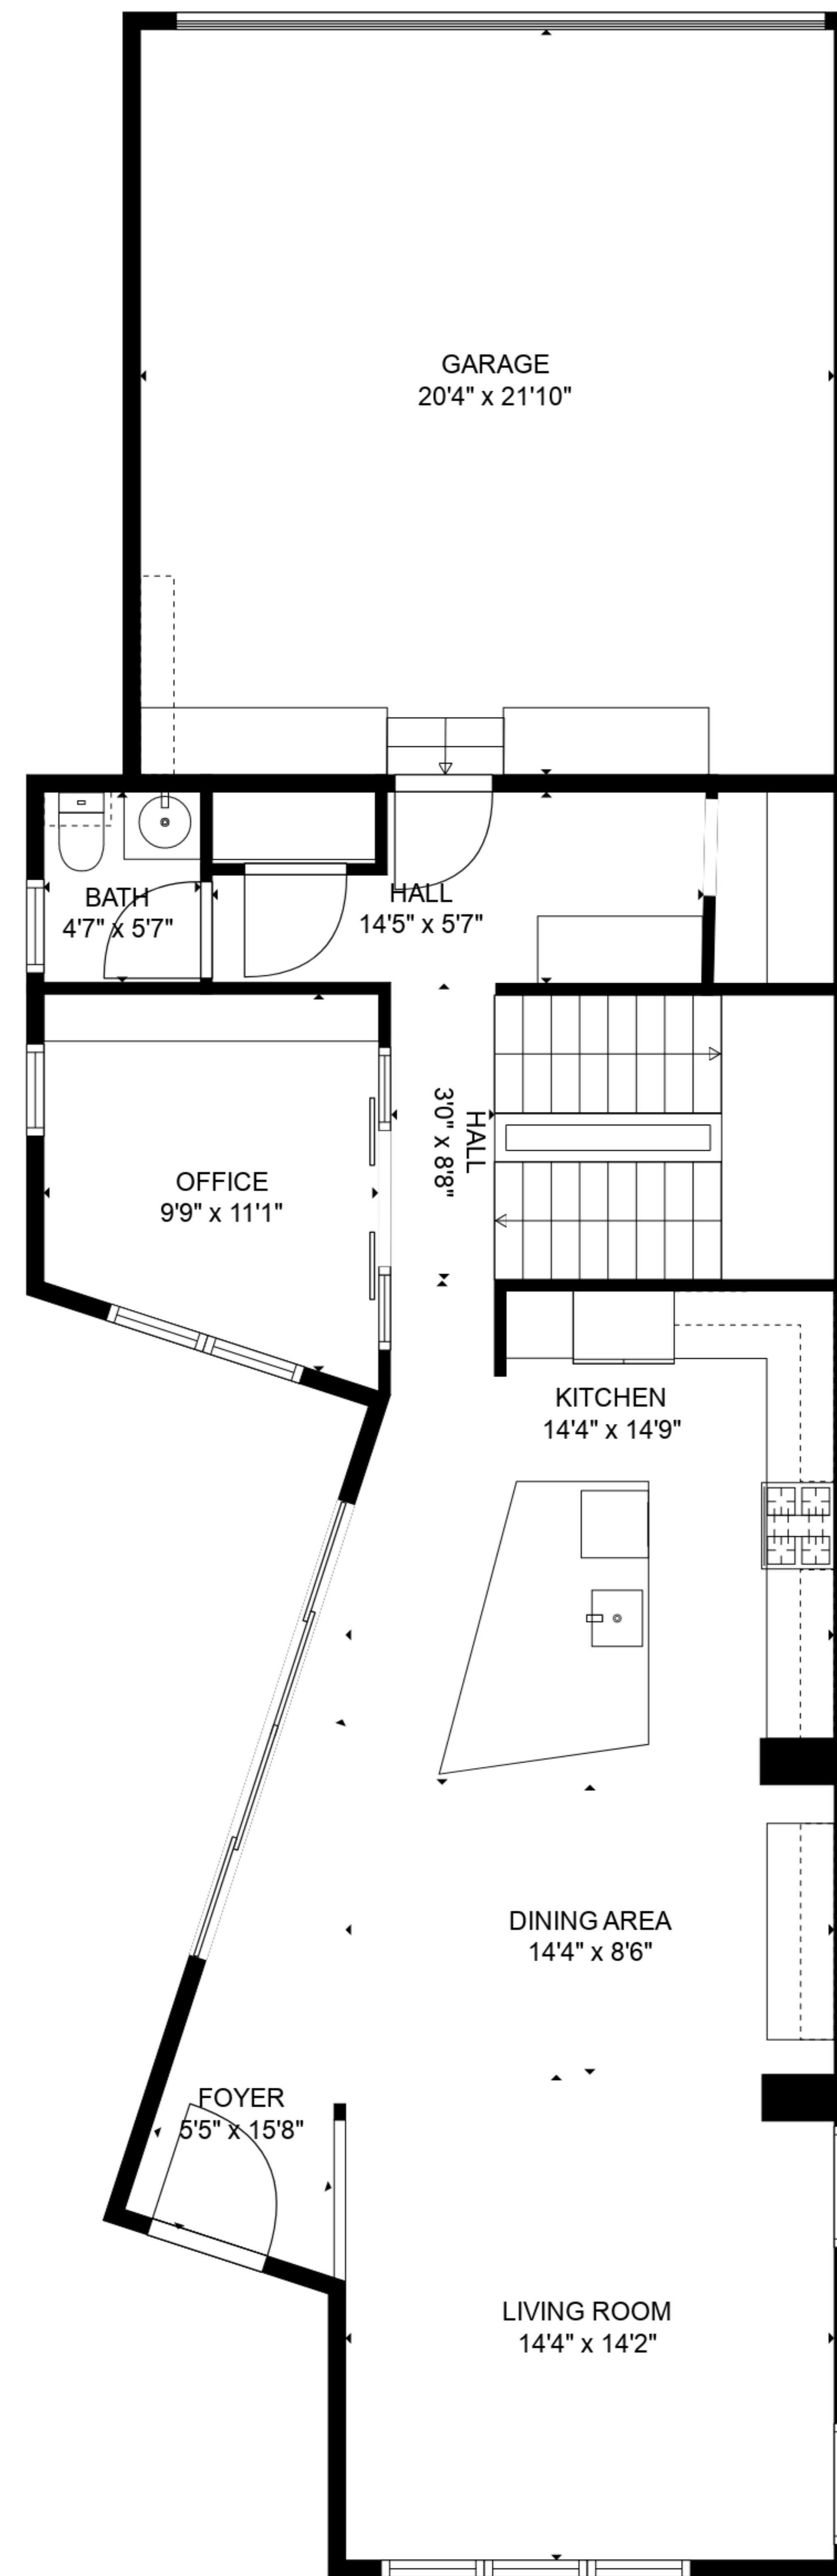 GARAGE
20'4" x 21'10"
BATH
4'7" x 5'7"
HALL
14'5" x 5'7"
HALL
3'0" x 8'8"
OFFICE
9'9" x 11'1"
KITCHEN
14'4" x 14'9"
DINING AREA
14'4" x 8'6"
FOYER
5'5" x 15'8"
LIVING ROOM
14'4" x 14'2"